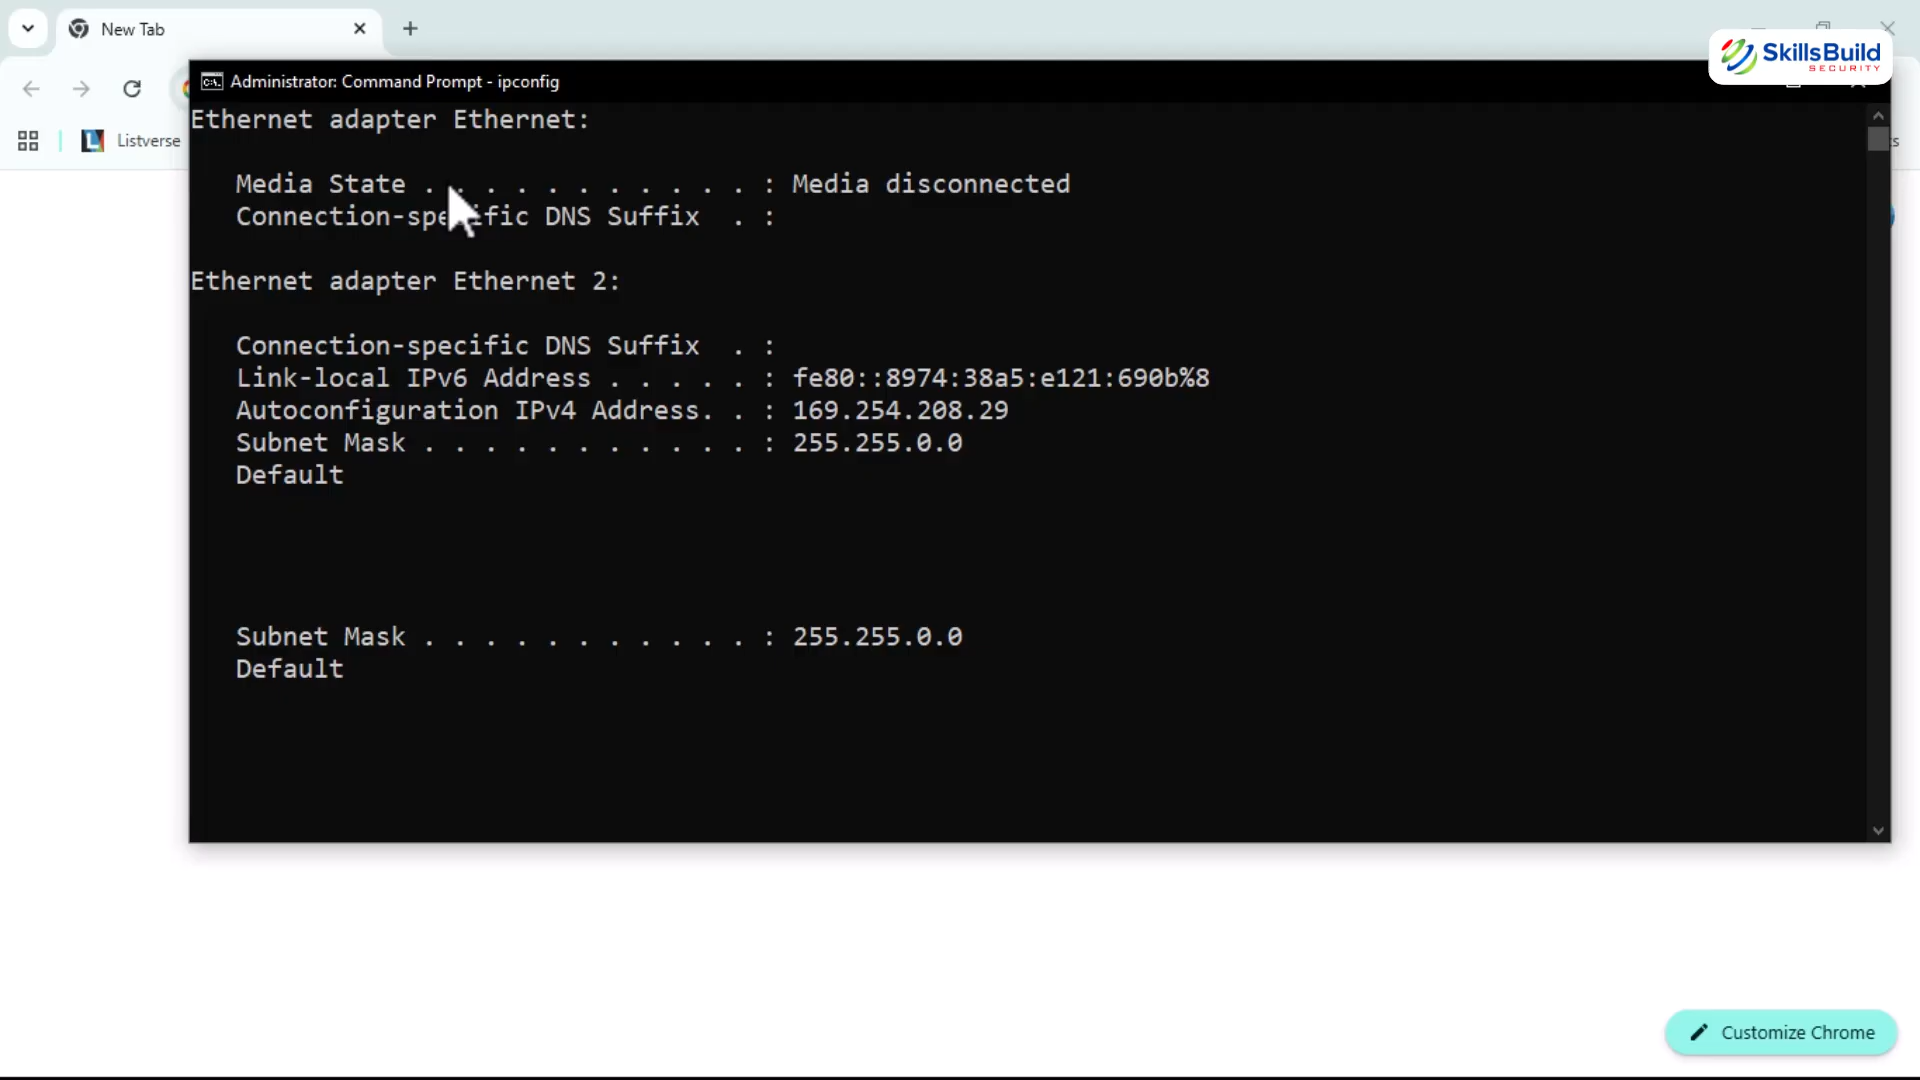 New Tab
SkillsBuild
SECURITY
Administrator: Command Prompt - ipconfig
Listverse
Ethernet adapter Ethernet:
Media State . . . . . . . . . . . : Media disconnected
Connection-specific DNS Suffix  . :
Ethernet adapter Ethernet 2:
Connection-specific DNS Suffix  . :
Link-local IPv6 Address . . . . . : fe80::8974:38a5:e121:690b%8
Autoconfiguration IPv4 Address. . : 169.254.208.29
Subnet Mask . . . . . . . . . . . : 255.255.0.0
Default
Subnet Mask . . . . . . . . . . . : 255.255.0.0
Default
Customize Chrome